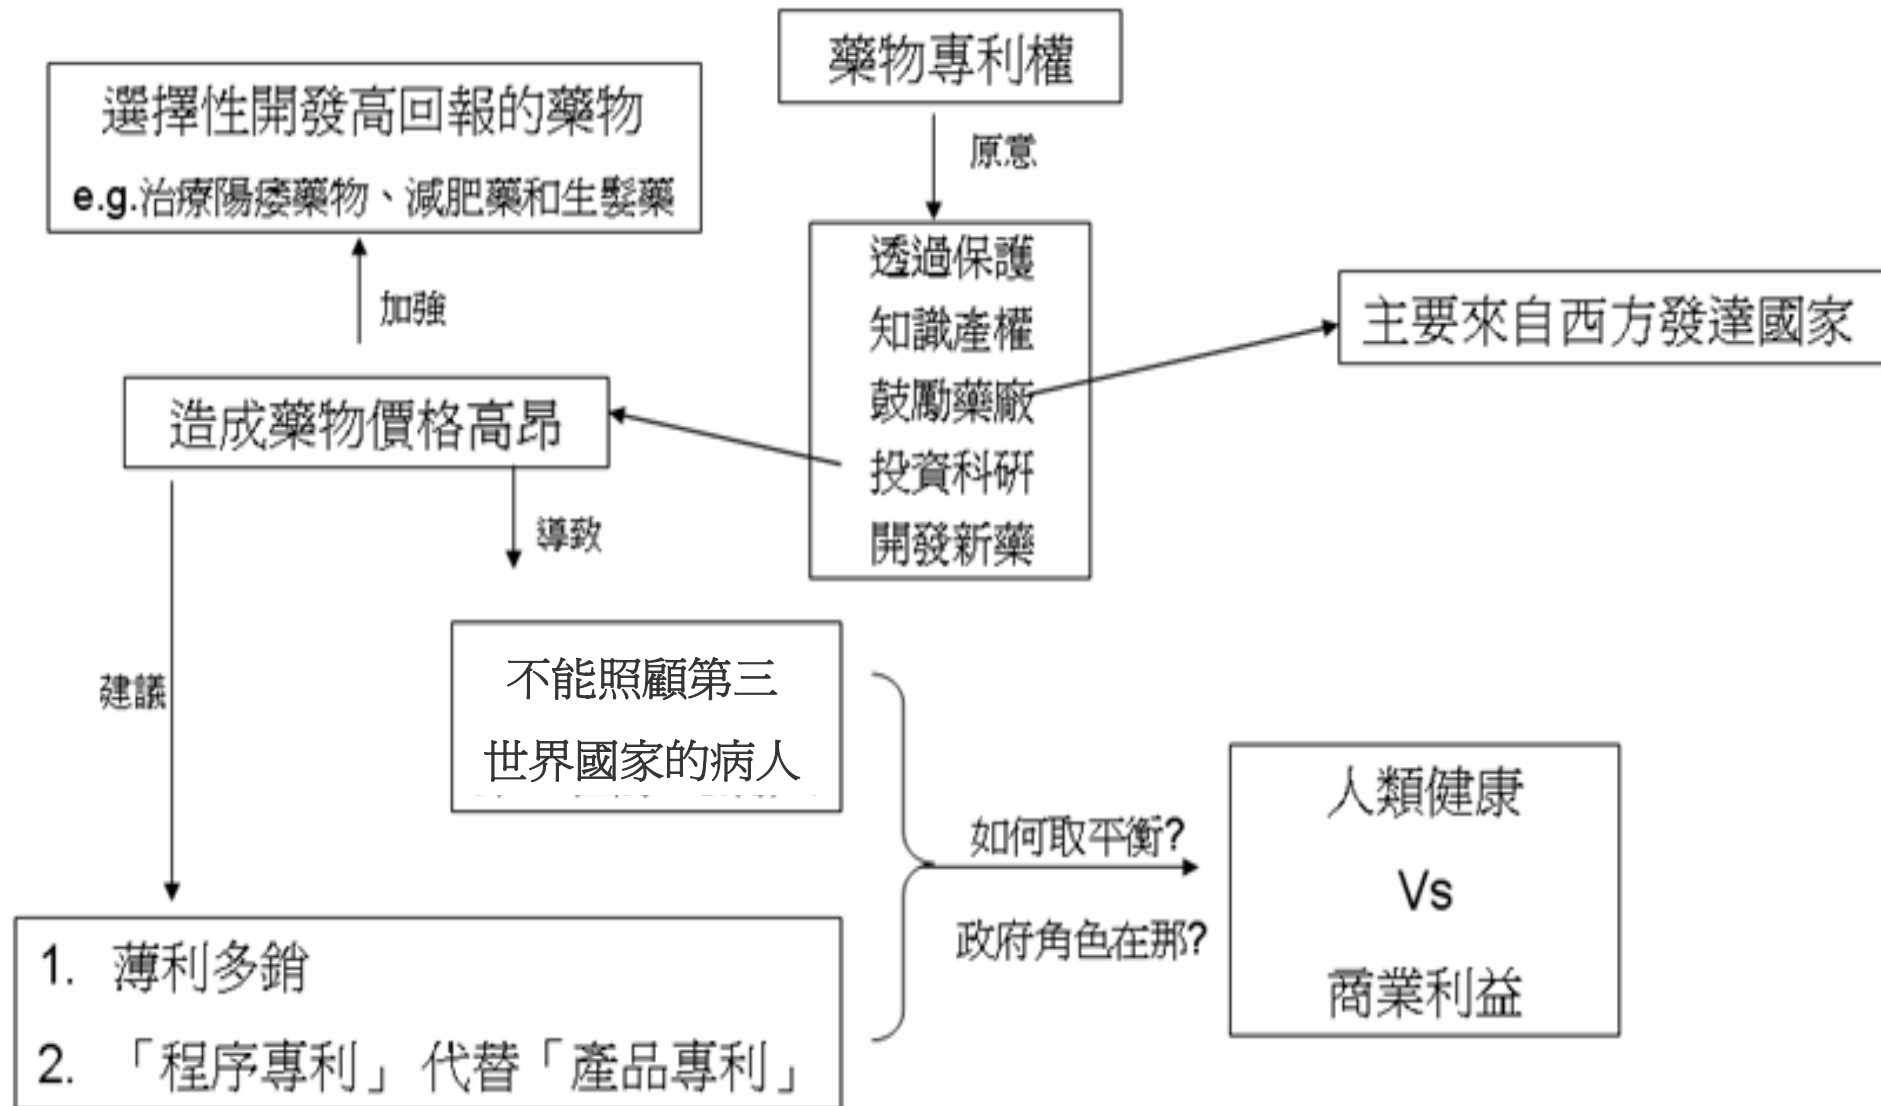 藥物專利權
選擇性開發高回報的藥物
e.g.治療陽痿藥物、減肥藥和生髮藥
原意
透過保護
知識產權
鼓勵藥廠
投資科研
開發新藥
主要來自西方發達國家
加強
造成藥物價格高昂
導致
建議
不能照顧第三
世界國家的病人
如何取平衡?
政府角色在那?
人類健康
Vs
商業利益
1. 薄利多銷
2. 「程序專利」 代替「產品專利」